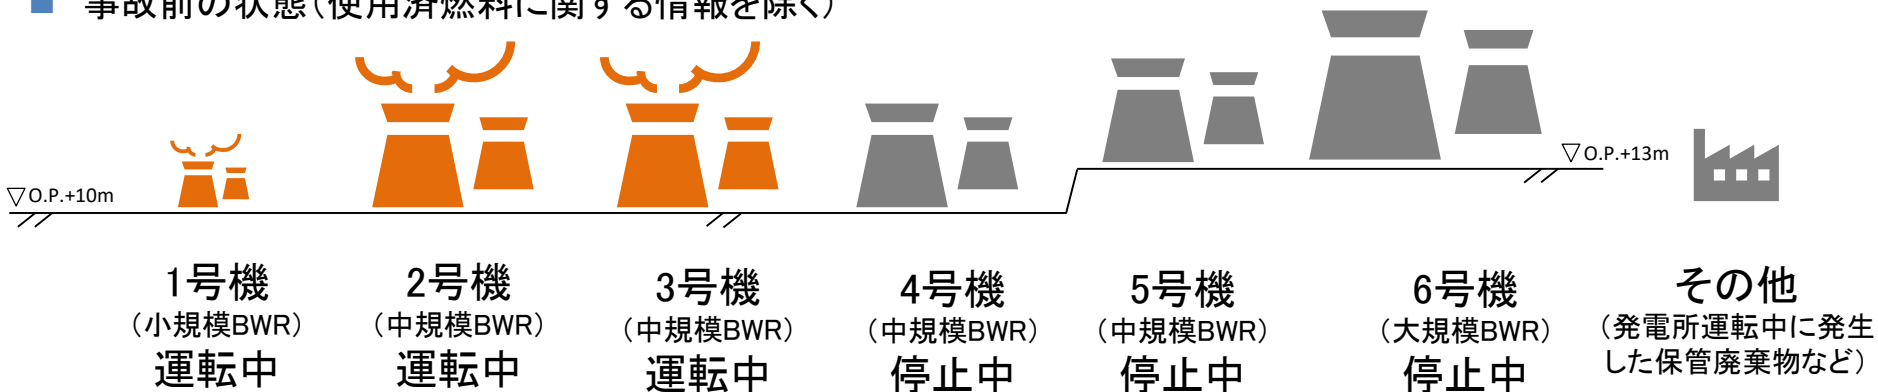 ■ 事故前の状態（使用済燃料に関する情報を除く）
▽O.P.+10m
▽O.P.+13m
1号機
（小規模BWR）
運転中
2号機
（中規模BWR）
運転中
3号機
（中規模BWR）
運転中
4号機
（中規模BWR）
停止中
5号機
（中規模BWR）
停止中
6号機
（大規模BWR）
停止中
その他
（発電所運転中に発生
した保管廃棄物など）